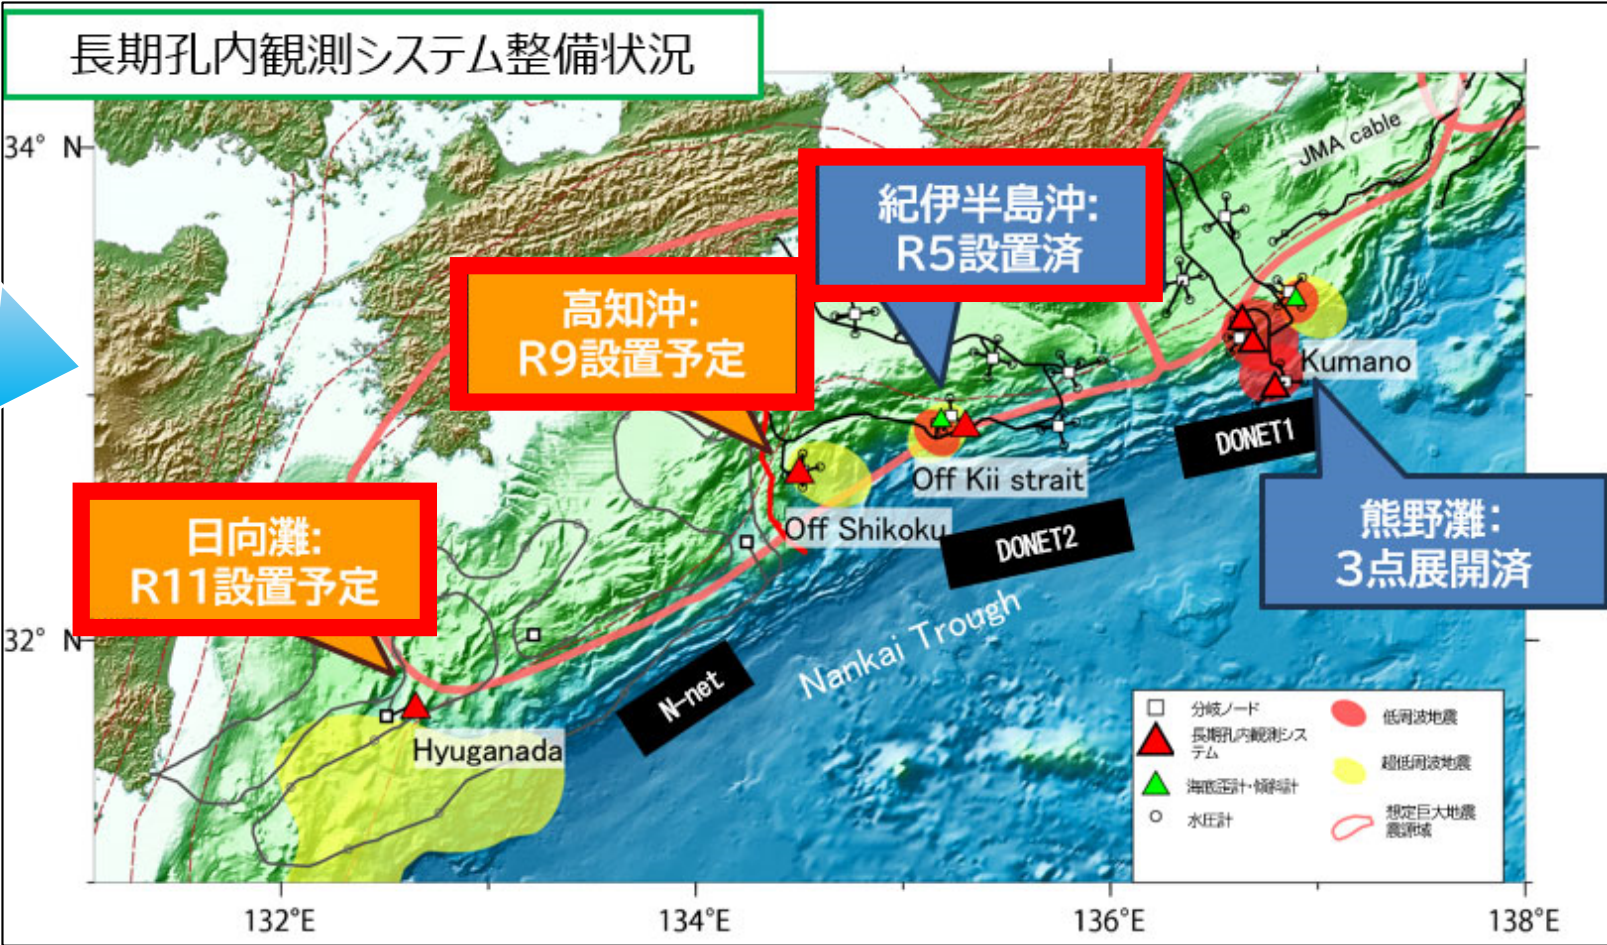 長期孔内観測システム整備状況
34° N
JMA cable
紀伊半島沖:
R5設置済
高知沖:
R9設置予定
Kumano
DONET1
Off Kii strait
熊野灘:
3点展開済
日向灘:
R11設置予定
Off Shikoku
DONET2
Nankai Trough
32° N
N-net
Hyuganada
分岐ノード
長期孔内観測シス
テム
海底歪計・傾斜計
水圧計
低周波地震
超低周波地震
想定巨大地震
震源域
132°E
134°E
136°E
138°E